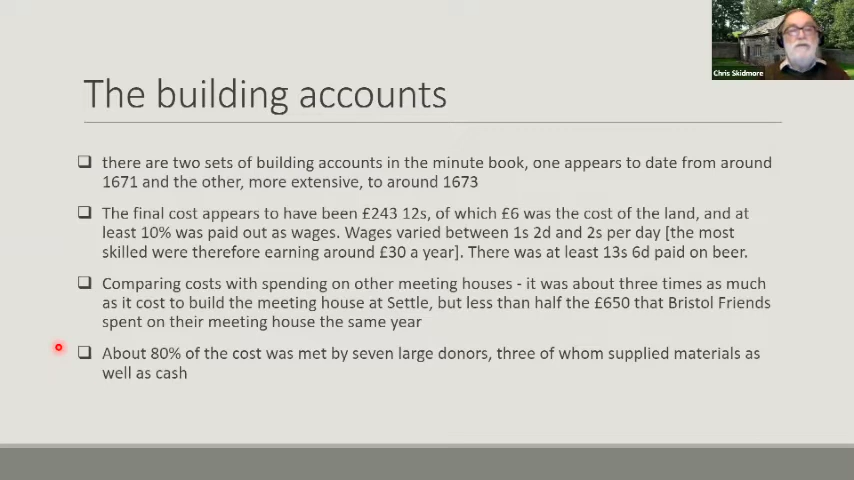 Chris Skidmore
The building accounts
there are two sets of building accounts in the minute book, one appears to date from around
1671 and the other, more extensive, to around 1673
The final cost appears to have been £243 12s, of which £6 was the cost of the land, and at
least 10% was paid out as wages. Wages varied between 1s 2d and 2s per day [the most
skilled were therefore earning around £30 a year]. There was at least 13s 6d paid on beer.
Comparing costs with spending on other meeting houses - it was about three times as much
as it cost to build the meeting house at Settle, but less than half the £650 that Bristol Friends
spent on their meeting house the same year
About 80% of the cost was met by seven large donors, three of whom supplied materials as
well as cash